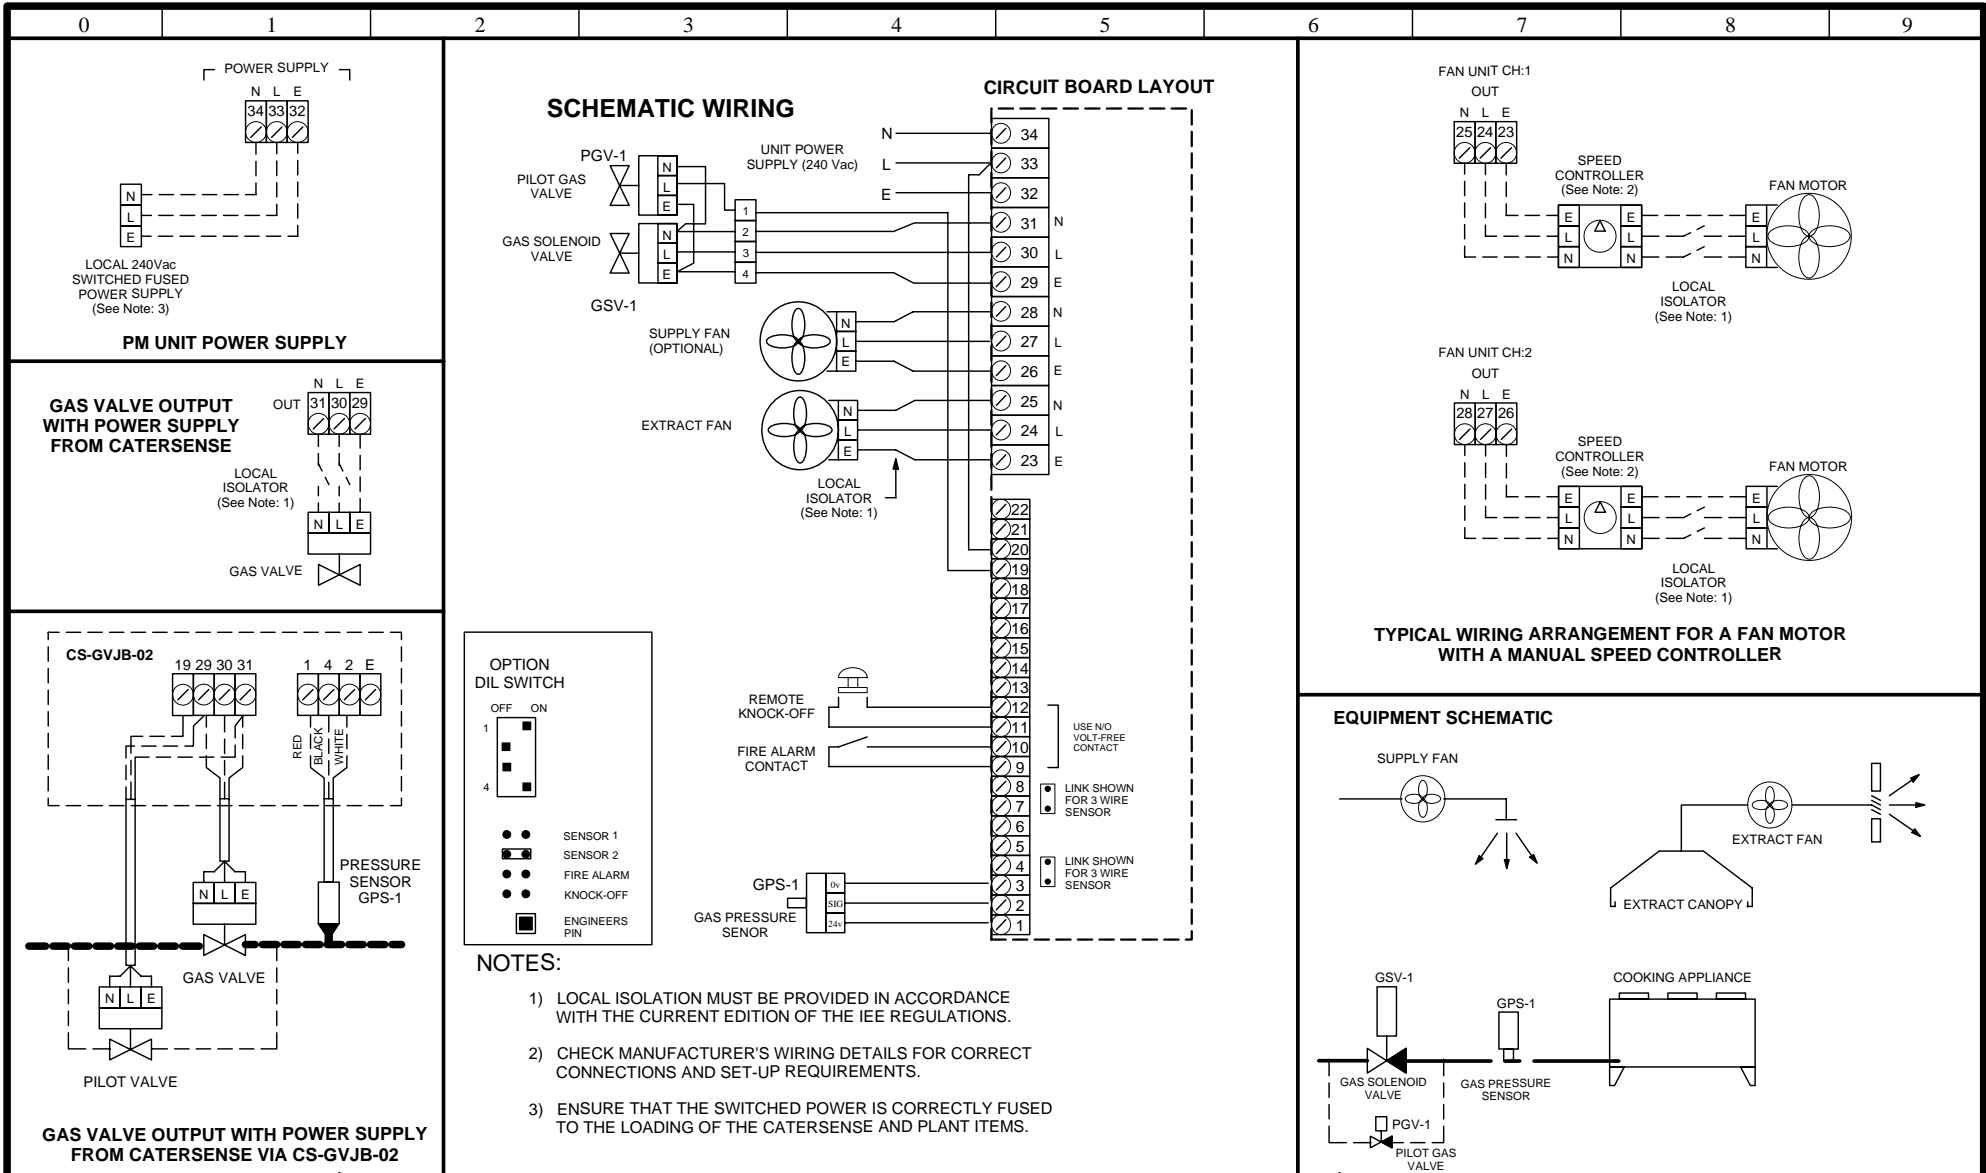 0 1 2 3 4 5 6 7 8 9
POWER SUPPLY
N L E
34 33 32
N
L
E
LOCAL 240Vac
SWITCHED FUSED
POWER SUPPLY
(See Note: 3)
PM UNIT POWER SUPPLY
GAS VALVE OUTPUT
WITH POWER SUPPLY
FROM CATERSENSE
N L E
OUT 31 30 29
LOCAL
ISOLATOR
(See Note: 1)
N L E
GAS VALVE
CS-GVJB-02
19 29 30 31
1 4 2 E
RED
BLACK
WHITE
PRESSURE
SENSOR
GPS-1
N L E
GAS VALVE
N L E
PILOT VALVE
GAS VALVE OUTPUT WITH POWER SUPPLY
FROM CATERSENSE VIA CS-GVJB-02
SCHEMATIC WIRING
CIRCUIT BOARD LAYOUT
PGV-1
PILOT GAS
VALVE
N
L
E
GAS SOLENOID
VALVE
N
L
E
GSV-1
1
2
3
4
UNIT POWER
SUPPLY (240 Vac)
N
L
E
SUPPLY FAN
(OPTIONAL)
N
L
E
EXTRACT FAN
N
L
E
LOCAL
ISOLATOR
(See Note: 1)
34
33
32
31 N
30 L
29 E
28 N
27 L
26 E
25 N
24 L
23 E
22
21
20
19
18
17
16
15
14
13
12
11
10
9
8
7
6
5
4
3
2
1
REMOTE
KNOCK-OFF
FIRE ALARM
CONTACT
USE N/O
VOLT-FREE
CONTACT
LINK SHOWN
FOR 3 WIRE
SENSOR
LINK SHOWN
FOR 3 WIRE
SENSOR
GPS-1
GAS PRESSURE
SENOR
0v
SIG
24v
OPTION
DIL SWITCH
OFF ON
1
4
SENSOR 1
SENSOR 2
FIRE ALARM
KNOCK-OFF
ENGINEERS
PIN
NOTES:
1) LOCAL ISOLATION MUST BE PROVIDED IN ACCORDANCE
WITH THE CURRENT EDITION OF THE IEE REGULATIONS.
2) CHECK MANUFACTURER'S WIRING DETAILS FOR CORRECT
CONNECTIONS AND SET-UP REQUIREMENTS.
3) ENSURE THAT THE SWITCHED POWER IS CORRECTLY FUSED
TO THE LOADING OF THE CATERSENSE AND PLANT ITEMS.
FAN UNIT CH:1
OUT
N L E
25 24 23
SPEED
CONTROLLER
(See Note: 2)
FAN MOTOR
E E E
L L L
N N N
LOCAL
ISOLATOR
(See Note: 1)
FAN UNIT CH:2
OUT
N L E
28 27 26
SPEED
CONTROLLER
(See Note: 2)
FAN MOTOR
E E E
L L L
N N N
LOCAL
ISOLATOR
(See Note: 1)
TYPICAL WIRING ARRANGEMENT FOR A FAN MOTOR
WITH A MANUAL SPEED CONTROLLER
EQUIPMENT SCHEMATIC
SUPPLY FAN
EXTRACT FAN
EXTRACT CANOPY
GSV-1
GPS-1
COOKING APPLIANCE
GAS SOLENOID
VALVE
GAS PRESSURE
SENSOR
PGV-1
PILOT GAS
VALVE